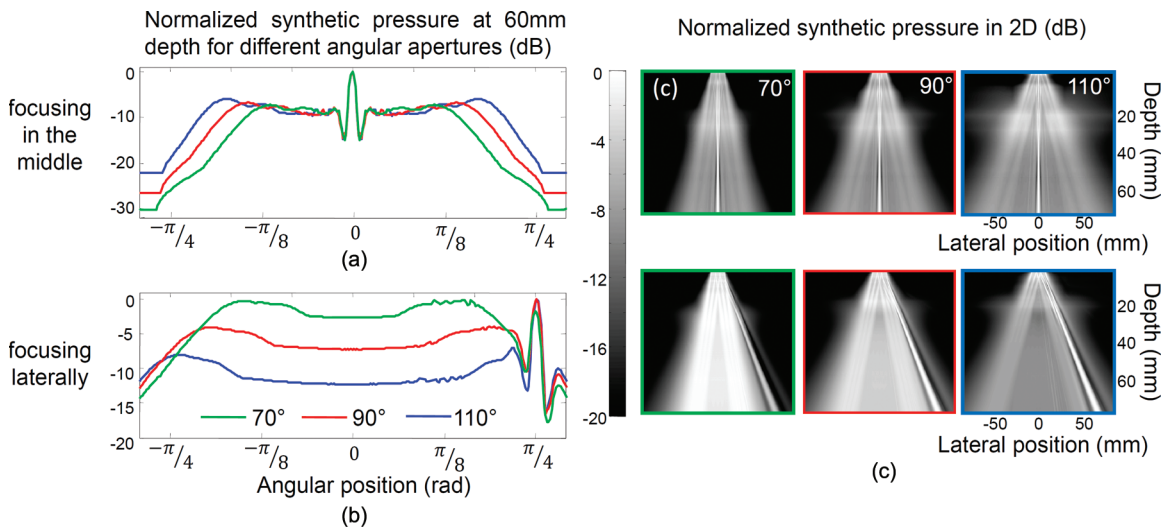 Normalized synthetic pressure at 60mm
depth for different angular apertures (dB)
(a)
focusing
in the
middle
0
-10
-20
-30
−π/4
−π/8
0
π/8
π/4
(a)
focusing
laterally
0
-5
-10
-15
-20
70°
90°
110°
−π/4
−π/8
0
π/8
π/4
Angular position (rad)
(b)
(b)
Normalized synthetic pressure in 2D (dB)
0
-4
-8
-12
-16
-20
(c)
70°
90°
110°
20
40
60
Depth (mm)
-50
0
50
Lateral position (mm)
20
40
60
Depth (mm)
-50
0
50
Lateral position (mm)
(c)